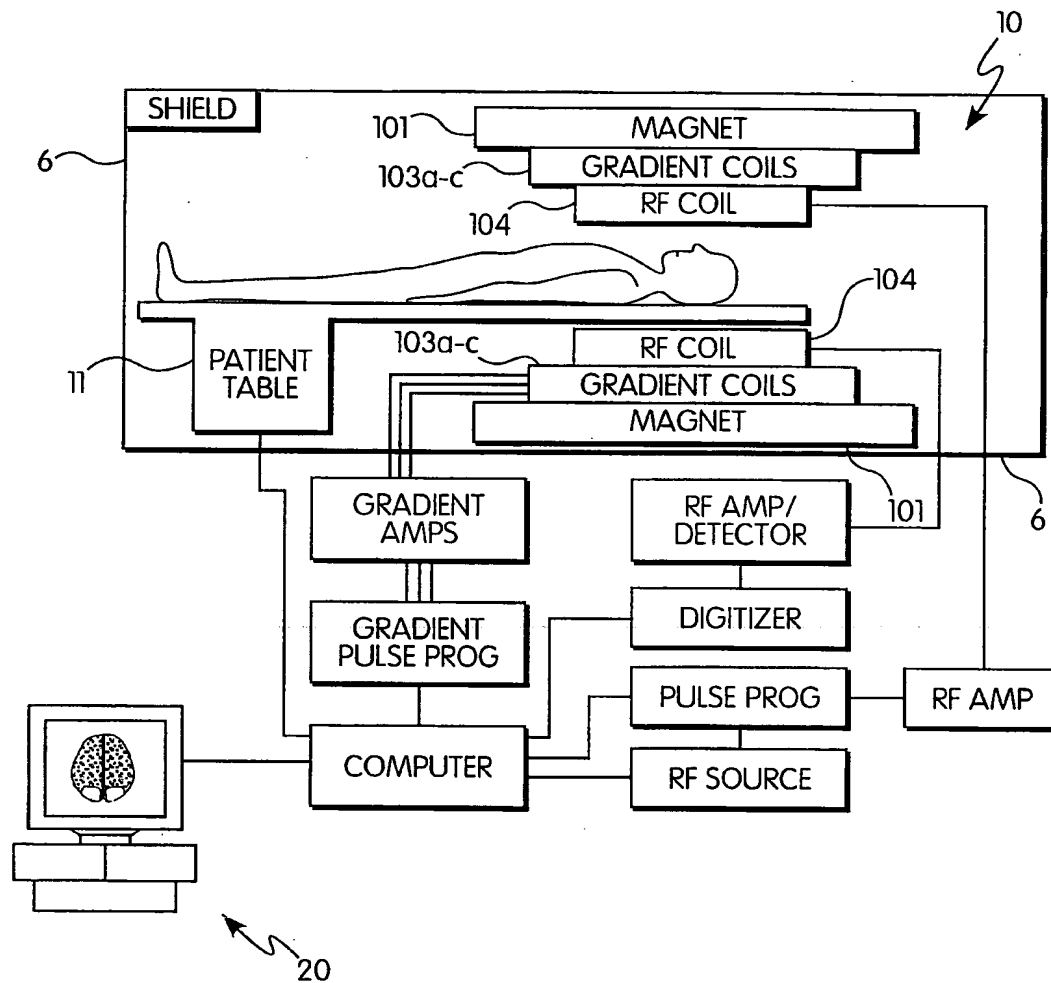 10
SHIELD
6
101
MAGNET
103a-c
GRADIENT COILS
104
RF COIL
104
103a-c
RF COIL
11
PATIENT
TABLE
GRADIENT COILS
MAGNET
101
6
GRADIENT
AMPS
RF AMP/
DETECTOR
GRADIENT
PULSE PROG
DIGITIZER
PULSE PROG
RF AMP
COMPUTER
RF SOURCE
20